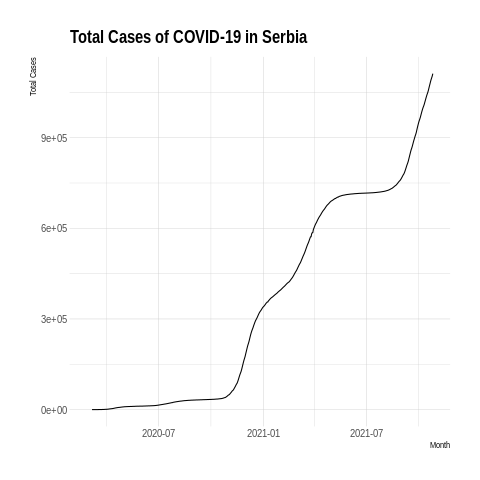 Total Cases of COVID-19 in Serbia
Total Cases
9e+05
6e+05
3e+05
0e+00
2020-07 2021-01 2021-07
Month